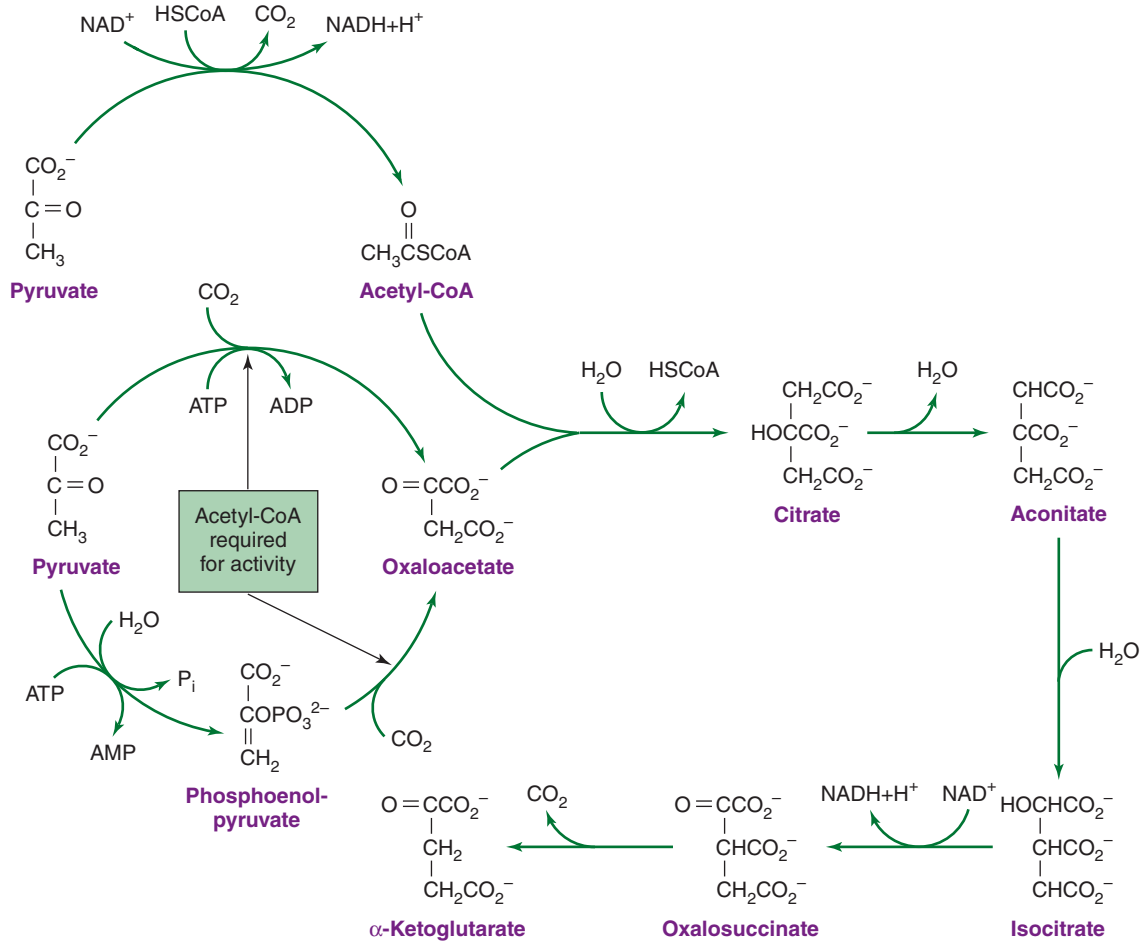 NAD⁺ HSCoA CO₂ NADH+H⁺
CO₂⁻
C=O
CH₃
Pyruvate
O
CH₃CSCoA
Acetyl-CoA
CO₂
ATP ADP
CO₂⁻
C=O
CH₃
Pyruvate
Acetyl-CoA
required
for activity
O=CCO₂⁻
CH₂CO₂⁻
Oxaloacetate
H₂O HSCoA
CH₂CO₂⁻
HOCCO₂⁻
CH₂CO₂⁻
Citrate
H₂O
CHCO₂⁻
CCO₂⁻
CH₂CO₂⁻
Aconitate
H₂O
ATP
H₂O
Pᵢ
AMP
CO₂⁻
COPO₃²⁻
CH₂
Phosphoenol-
pyruvate
CO₂
O=CCO₂⁻
CH₂
CH₂CO₂⁻
α-Ketoglutarate
CO₂
O=CCO₂⁻
CHCO₂⁻
CH₂CO₂⁻
Oxalosuccinate
NADH+H⁺ NAD⁺
HOCHCO₂⁻
CHCO₂⁻
CHCO₂⁻
Isocitrate